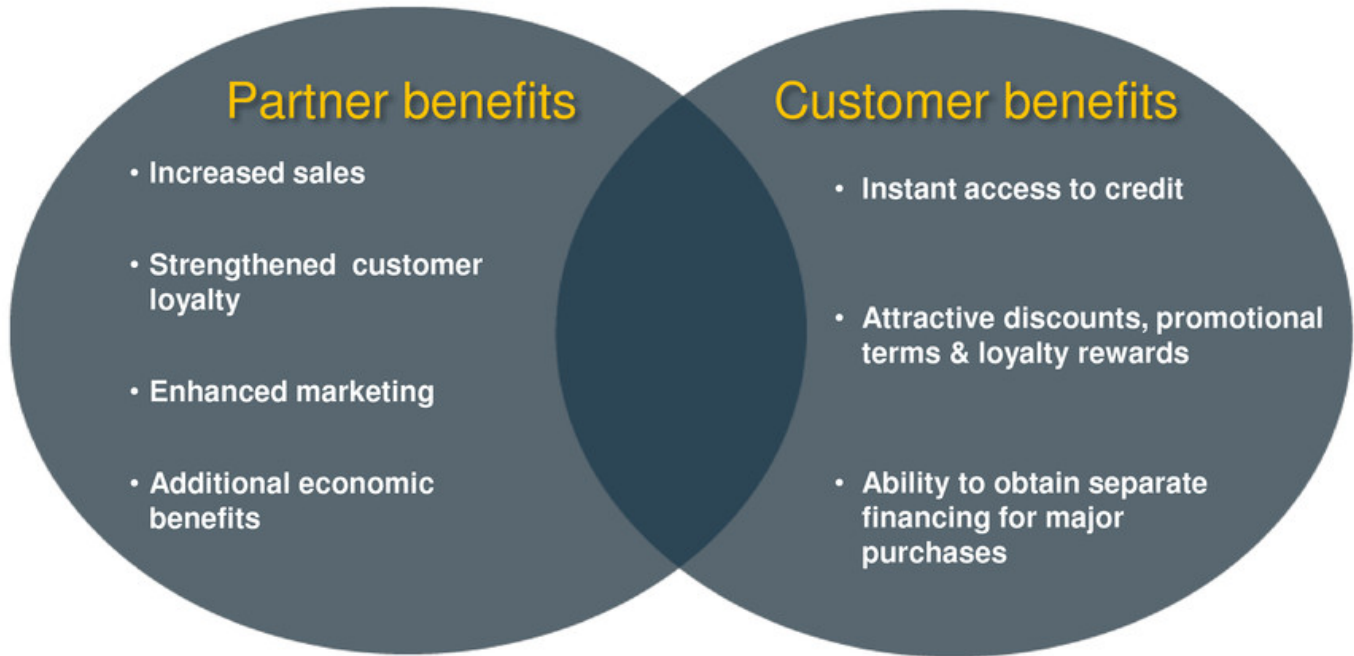 Partner benefits
• Increased sales
• Strengthened customer
loyalty
• Enhanced marketing
• Additional economic
benefits
Customer benefits
• Instant access to credit
• Attractive discounts, promotional
terms & loyalty rewards
• Ability to obtain separate
financing for major
purchases